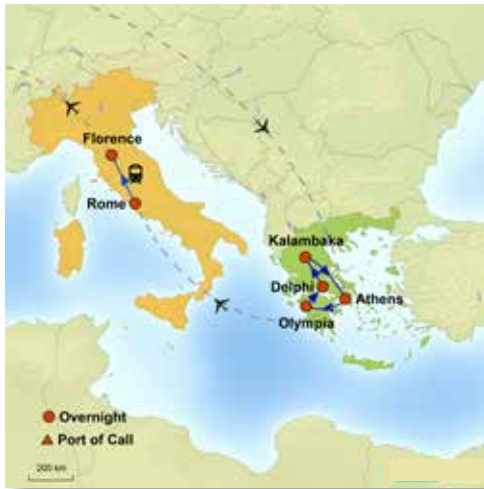 Florence
Rome
Kalambaka
Delphi
Athens
Olympia
Overnight
Port of Call
200 km